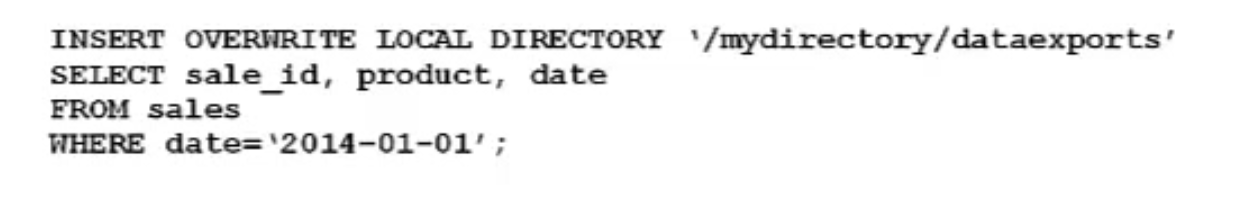 INSERT OVERWRITE LOCAL DIRECTORY ‘/mydirectory/dataexports’
SELECT sale_id, product, date
FROM sales
WHERE date=‘2014-01-01’;